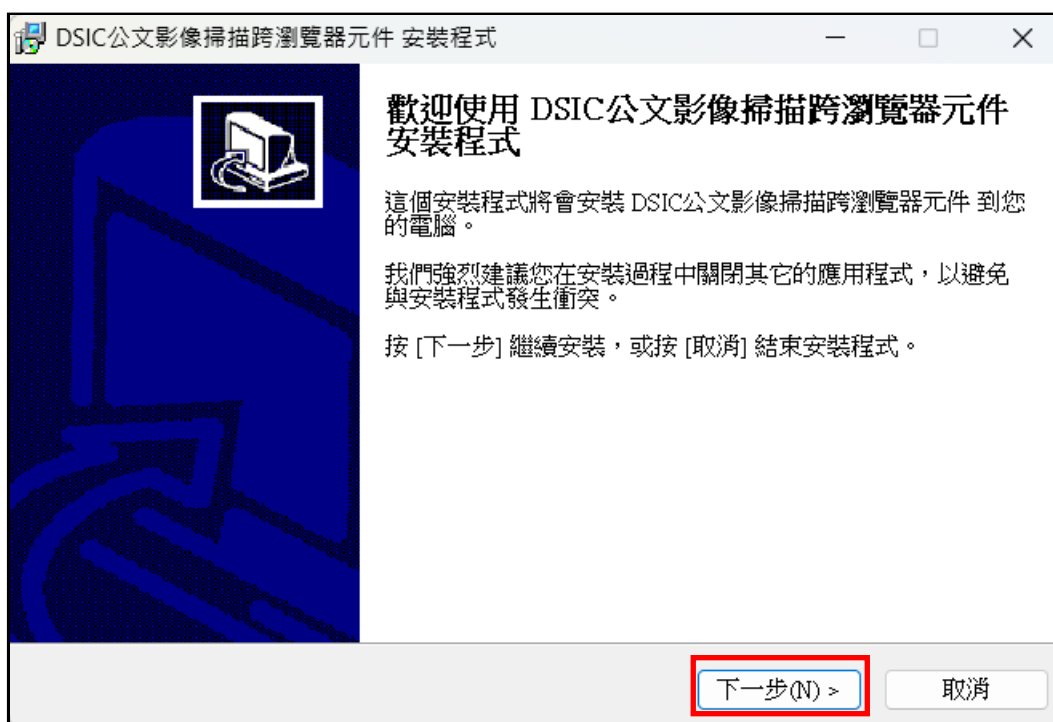 DSIC公文影像掃描跨瀏覽器元件 安裝程式
歡迎使用 DSIC公文影像掃描跨瀏覽器元件
安裝程式
這個安裝程式將會安裝 DSIC公文影像掃描跨瀏覽器元件 到您
的電腦。
我們強烈建議您在安裝過程中關閉其它的應用程式，以避免
與安裝程式發生衝突。
按 [下一步] 繼續安裝，或按 [取消] 結束安裝程式。
下一步(N) >
取消